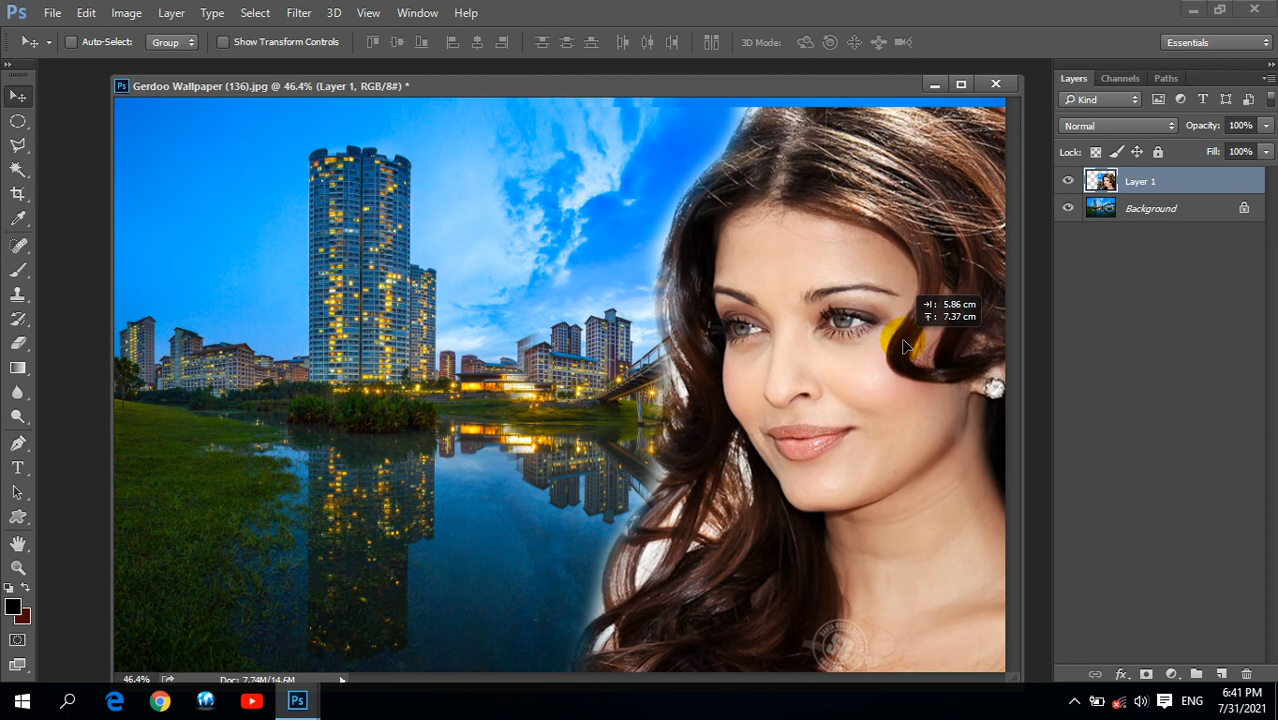 Ps File Edit Image Layer Type Select Filter 3D View Window Help
Auto-Select: Group Show Transform Controls 3D Mode: Essentials
Ps Gerdoo Wallpaper (136).jpg @ 46.4% (Layer 1, RGB/8#) *
Layers Channels Paths
Kind
Normal Opacity: 100%
Lock: Fill: 100%
Layer 1
Background
5.86 cm
7.37 cm
46.4% Doc: 7.74M/14.6M
Ps ENG 6:41 PM
7/31/2021